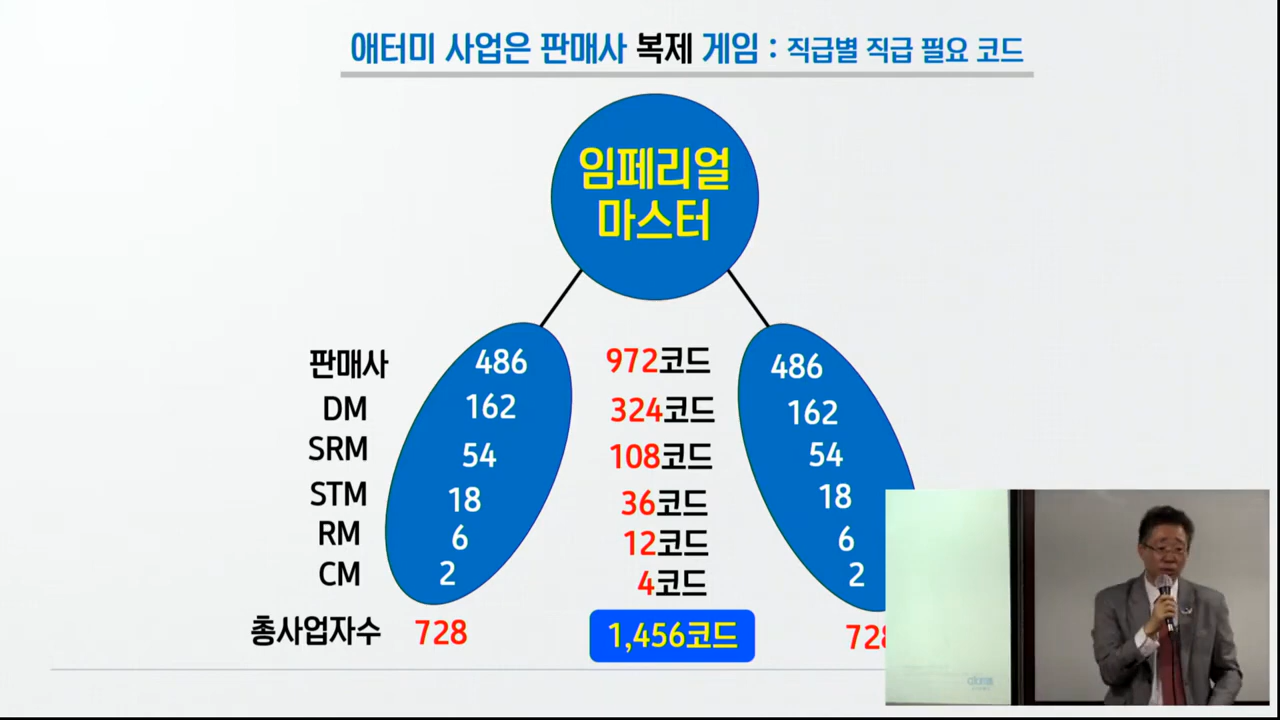 애터미 사업은 판매사 복제 게임 : 직급별 직급 필요 코드
임페리얼
마스터
판매사 486 972코드 486
DM 162 324코드 162
SRM 54 108코드 54
STM 18 36코드 18
RM 6 12코드 6
CM 2 4코드 2
총사업자수 728 1,456코드